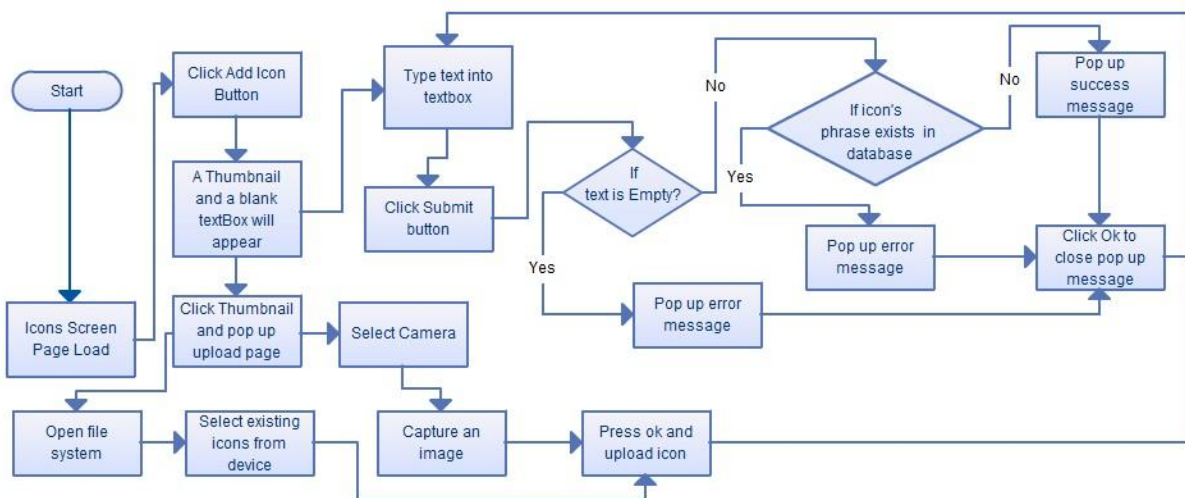 Start
Icons Screen
Page Load
Click Add Icon
Button
A Thumbnail
and a blank
textBox will
appear
Click Thumbnail
and pop up
upload page
Open file
system
Select existing
icons from
device
Select Camera
Capture an
image
Press ok and
upload icon
Type text into
textbox
Click Submit
button
If
text is Empty?
Yes
Pop up error
message
No
If icon's
phrase exists in
database
Yes
Pop up error
message
No
Pop up
success
message
Click Ok to
close pop up
message